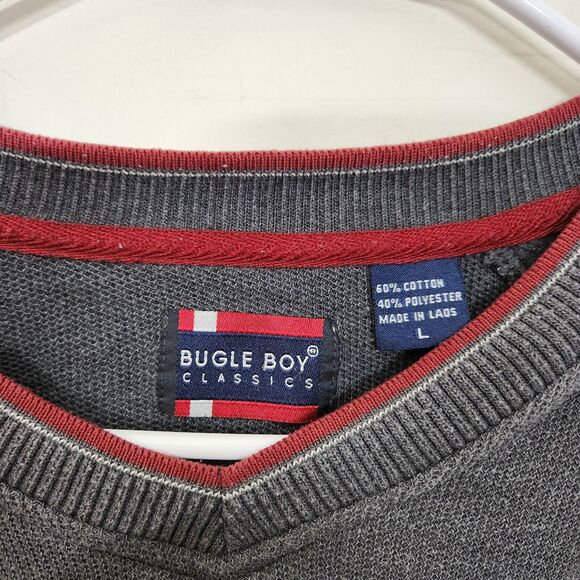 60% COTTON
40% POLYESTER
MADE IN LAOS
L
BUGLE BOY®
CLASSICS